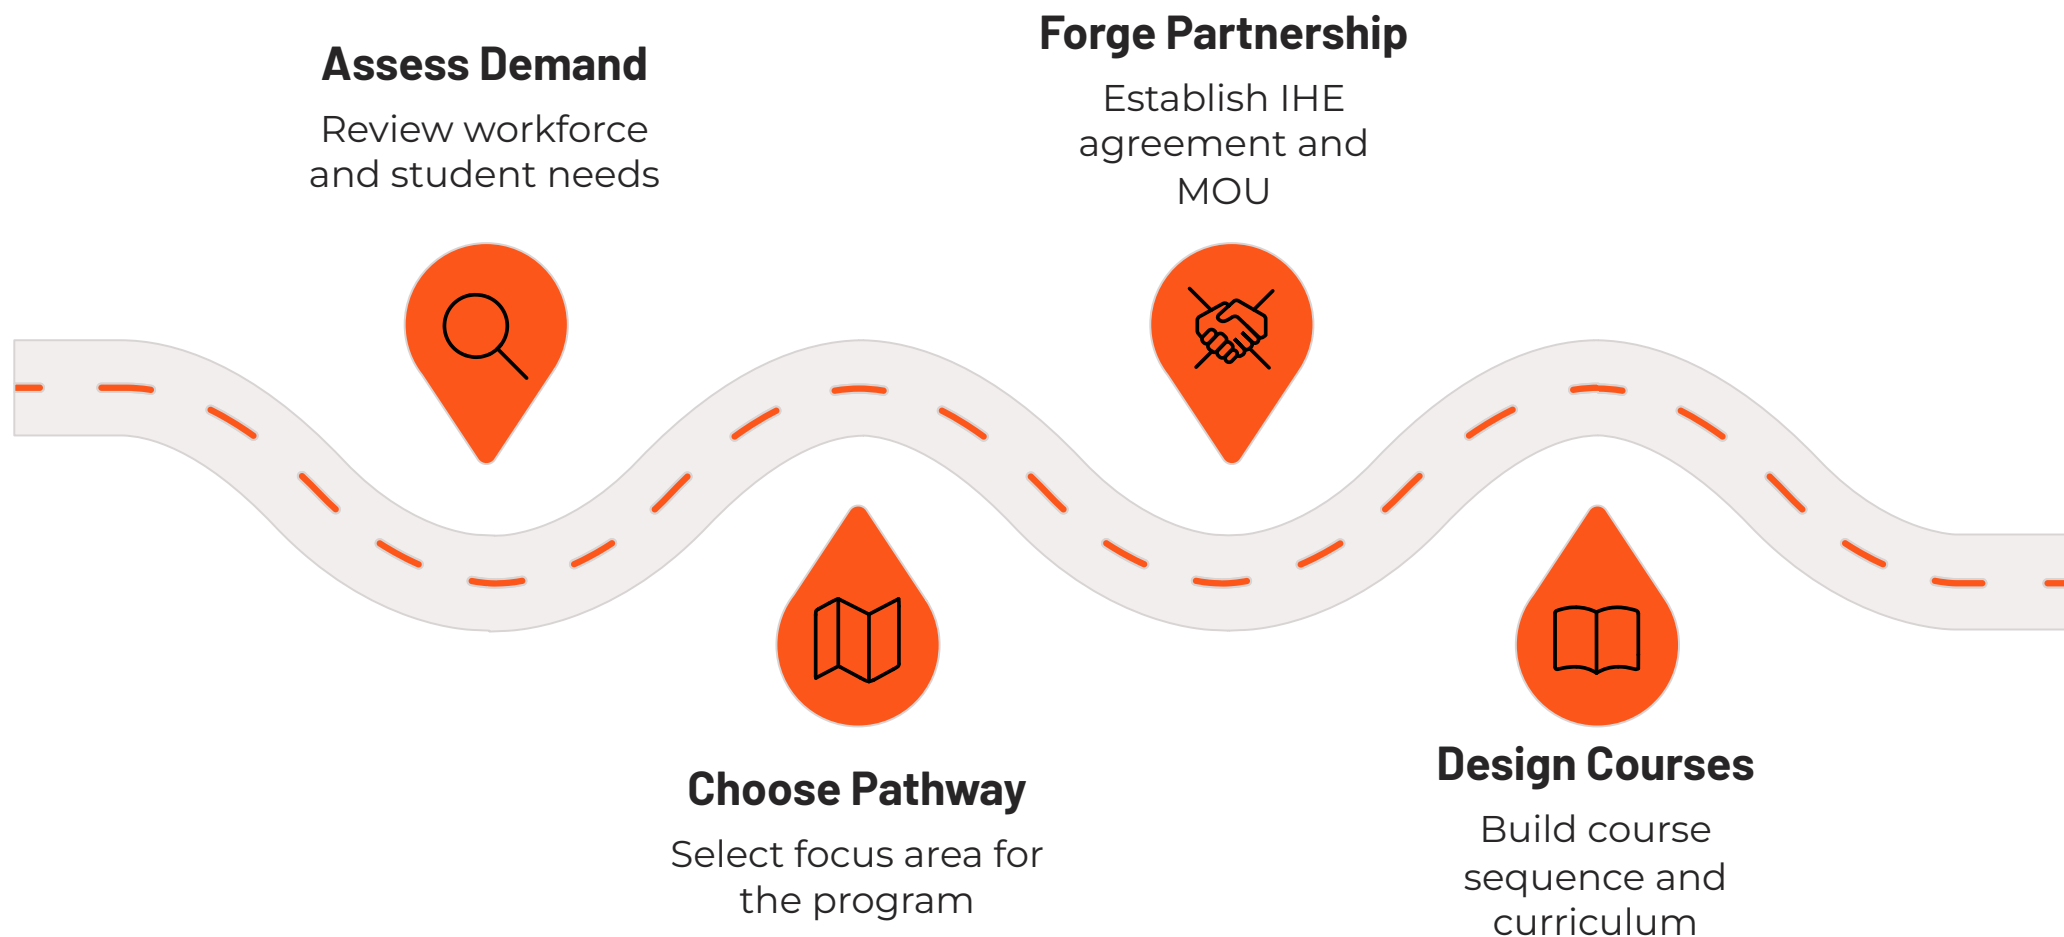 Assess Demand
Review workforce
and student needs
Choose Pathway
Select focus area for
the program
Forge Partnership
Establish IHE
agreement and
MOU
Design Courses
Build course
sequence and
curriculum